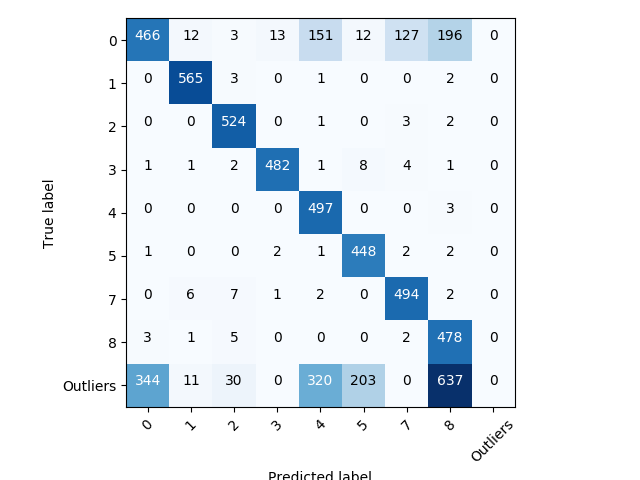 0 466 12 3 13 151 12 127 196 0
1 0 565 3 0 1 0 0 2 0
2 0 0 524 0 1 0 3 2 0
3 1 1 2 482 1 8 4 1 0
4 0 0 0 0 497 0 0 3 0
5 1 0 0 2 1 448 2 2 0
7 0 6 7 1 2 0 494 2 0
8 3 1 5 0 0 0 2 478 0
Outliers 344 11 30 0 320 203 0 637 0
0 1 2 3 4 5 7 8 Outliers
True label
Predicted label